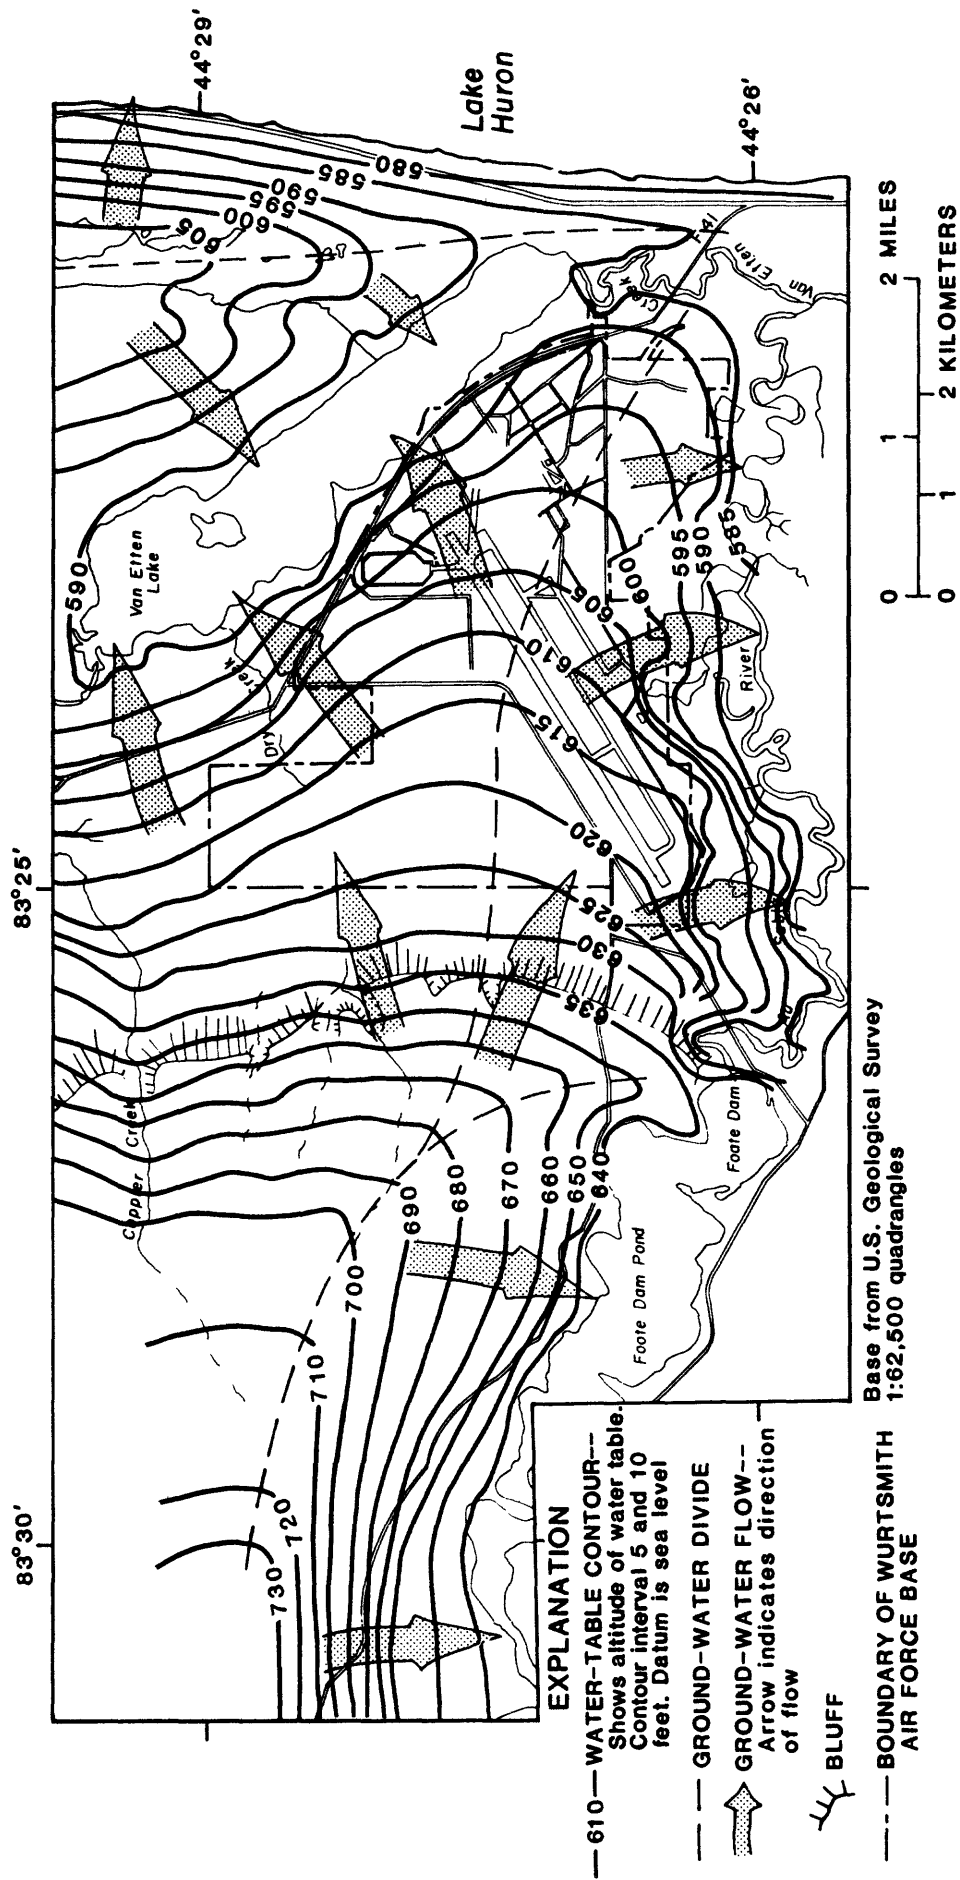 83°30'
83°25'
44°29'
44°26'
Lake
Huron
Van Etten
Lake
Dry
Creek
Copper Creek
Creek
Van Etten
F-41
River
Foote Dam
Foote Dam Pond
730
720
710
700
690
680
670
660
650
640
635
630
625
625
620
615
610
605
600
595
590
585
590
605
600
595
590
585
580
EXPLANATION
—610— WATER-TABLE CONTOUR--
Shows altitude of water table.
Contour interval 5 and 10
feet. Datum is sea level
GROUND-WATER DIVIDE
GROUND-WATER FLOW--
Arrow indicates direction
of flow
BLUFF
BOUNDARY OF WURTSMITH
AIR FORCE BASE
Base from U.S. Geological Survey
1:62,500 quadrangles
0 1 2 MILES
0 1 2 KILOMETERS